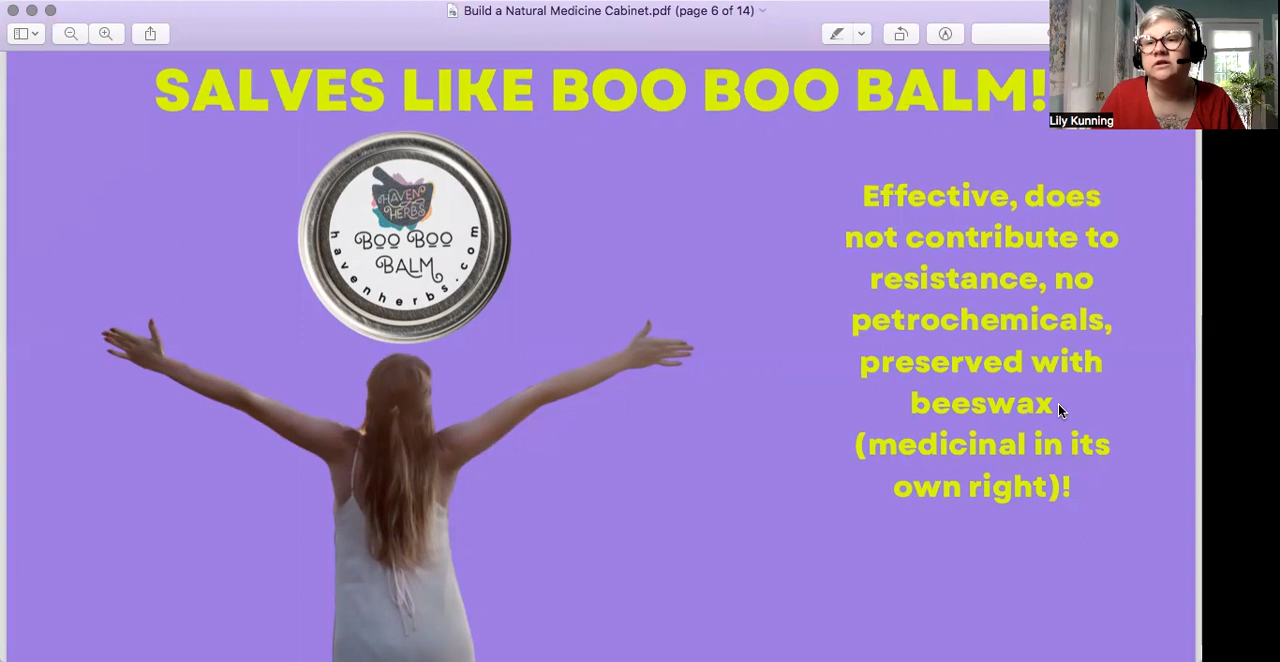 Build a Natural Medicine Cabinet.pdf (page 6 of 14)
SALVES LIKE BOO BOO BALM!
Lily Kunning
HAVEN
HERBS
BOO BOO
BALM
havenherbs.com
Effective, does
not contribute to
resistance, no
petrochemicals,
preserved with
beeswax
(medicinal in its
own right)!